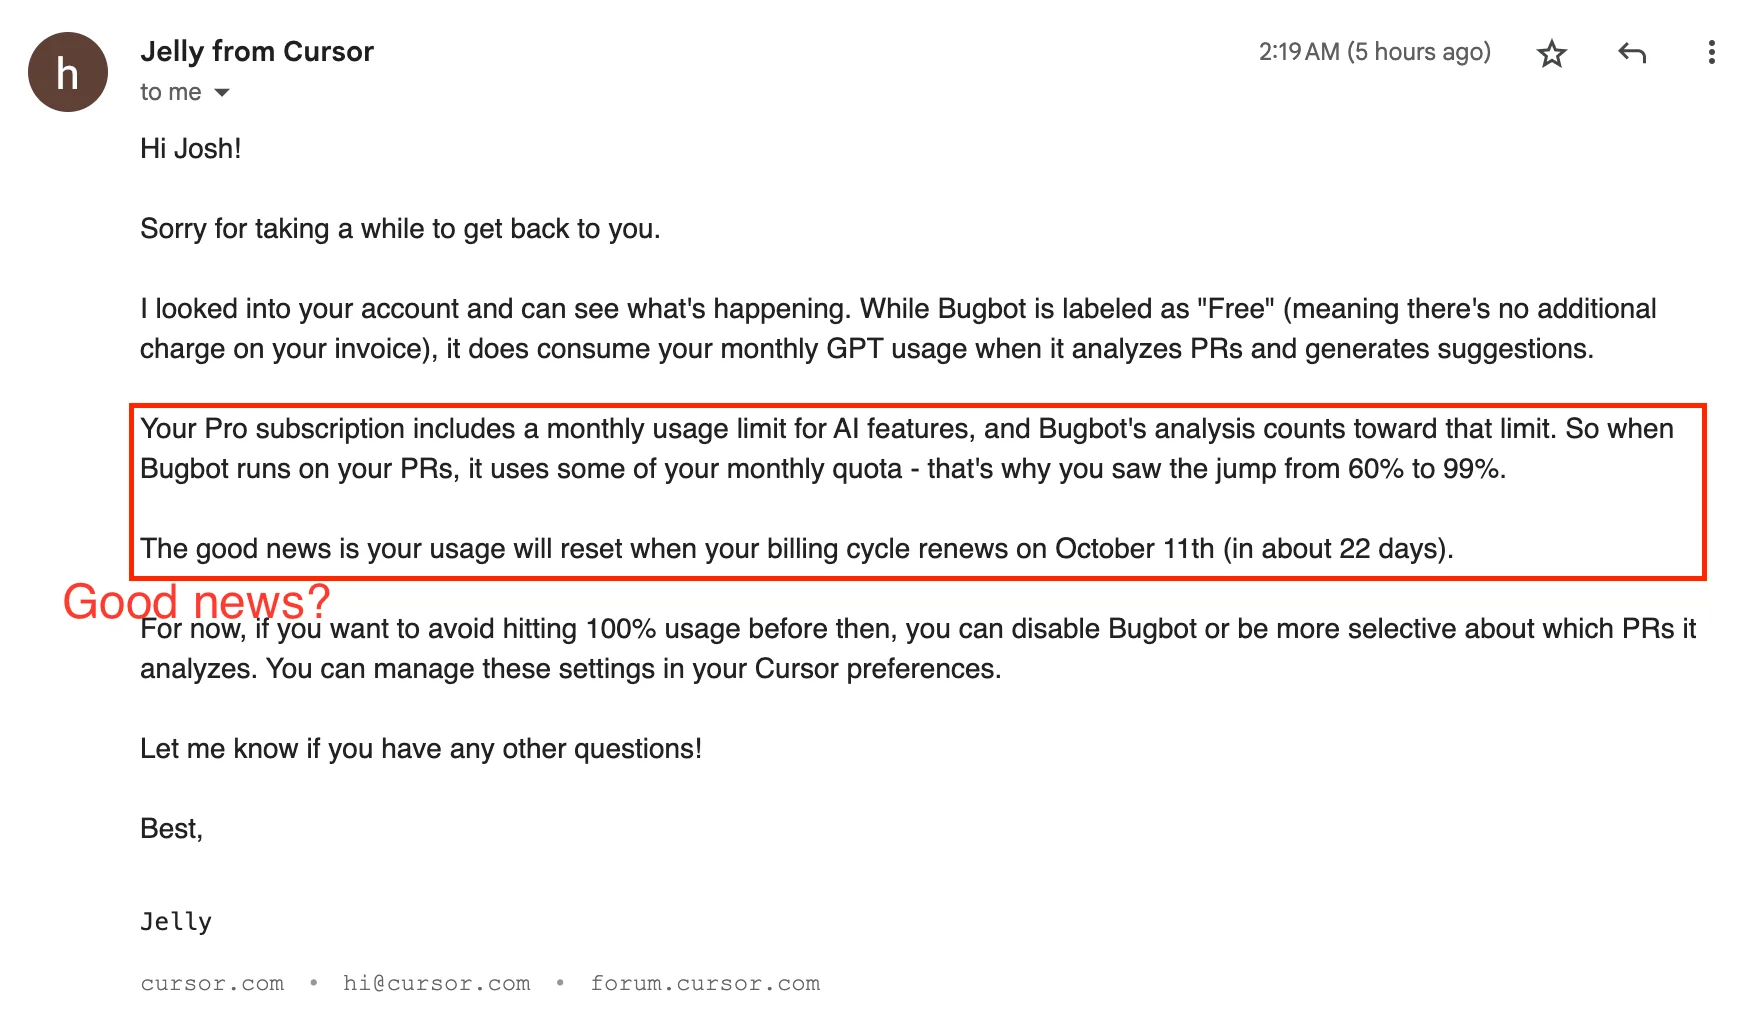 h
Jelly from Cursor
2:19 AM (5 hours ago)
to me
Hi Josh!
Sorry for taking a while to get back to you.
I looked into your account and can see what's happening. While Bugbot is labeled as "Free" (meaning there's no additional
charge on your invoice), it does consume your monthly GPT usage when it analyzes PRs and generates suggestions.
Your Pro subscription includes a monthly usage limit for AI features, and Bugbot's analysis counts toward that limit. So when
Bugbot runs on your PRs, it uses some of your monthly quota - that's why you saw the jump from 60% to 99%.
The good news is your usage will reset when your billing cycle renews on October 11th (in about 22 days).
Good news?
For now, if you want to avoid hitting 100% usage before then, you can disable Bugbot or be more selective about which PRs it
analyzes. You can manage these settings in your Cursor preferences.
Let me know if you have any other questions!
Best,
Jelly
cursor.com • hi@cursor.com • forum.cursor.com